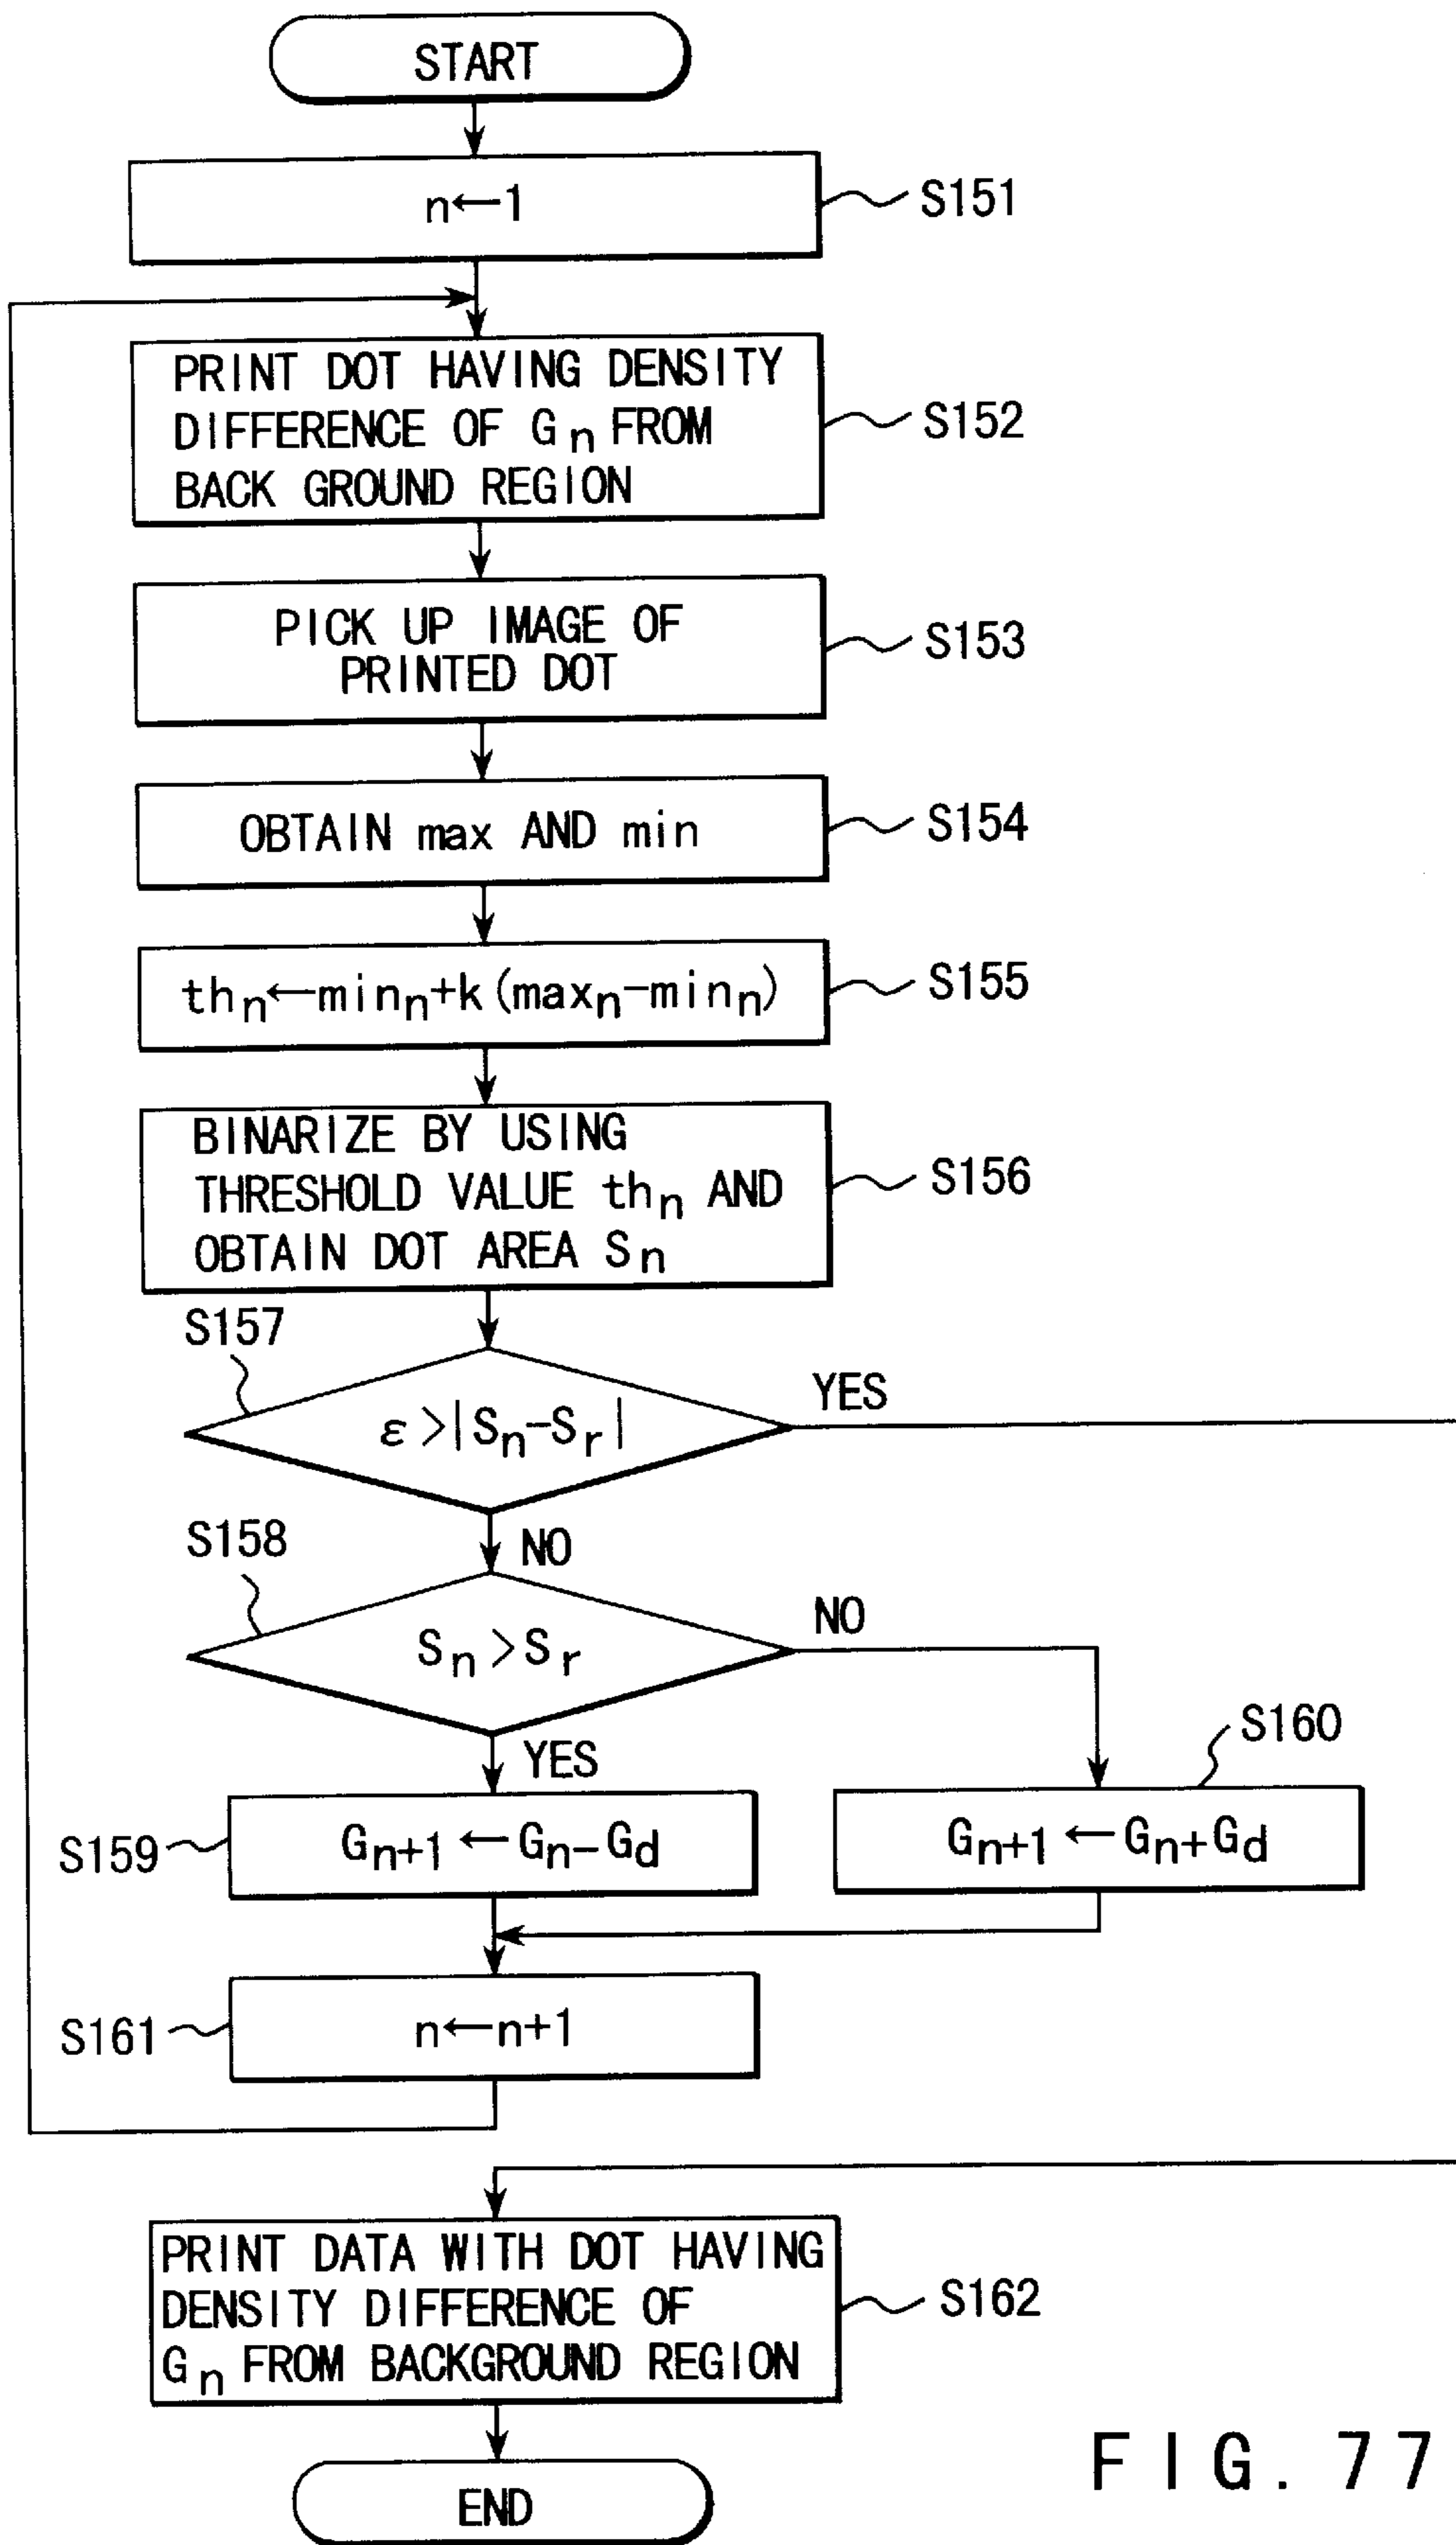 START
n←1
S151
PRINT DOT HAVING DENSITY
DIFFERENCE OF Gn FROM
BACK GROUND REGION
S152
PICK UP IMAGE OF
PRINTED DOT
S153
OBTAIN max AND min
S154
thn←minn+k(maxn-minn)
S155
BINARIZE BY USING
THRESHOLD VALUE thn AND
OBTAIN DOT AREA Sn
S156
S157
ε>|Sn-Sr|
YES
NO
S158
Sn>Sr
NO
YES
S159
Gn+1←Gn-Gd
S160
Gn+1←Gn+Gd
S161
n←n+1
PRINT DATA WITH DOT HAVING
DENSITY DIFFERENCE OF
Gn FROM BACKGROUND REGION
S162
END
FIG. 77